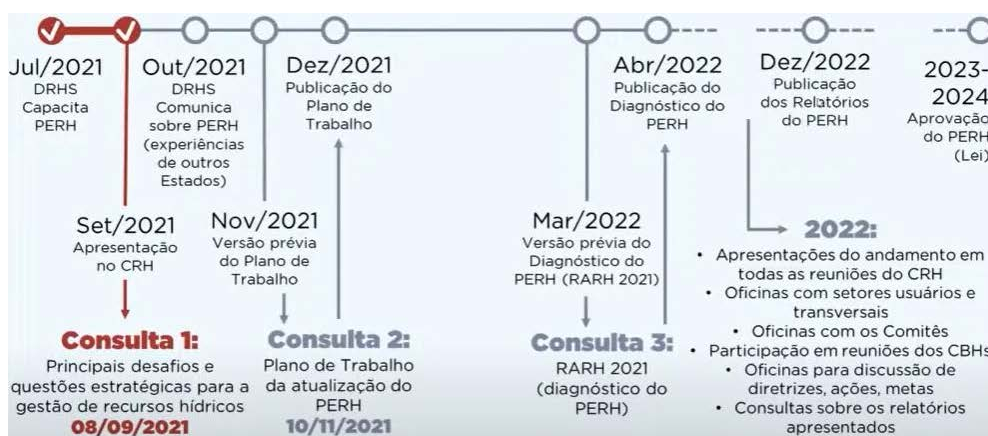 Jul/2021
DRHS
Capacita
PERH
Out/2021
DRHS
Comunica
sobre PERH
(experiências
de outros
Estados)
Dez/2021
Publicação do
Plano de
Trabalho
Abr/2022
Publicação do
Diagnóstico do
PERH
Dez/2022
Publicação
dos Relatórios
do PERH
2023-
2024
Aprovação
do PERH
(Lei)
Set/2021
Apresentação
no CRH
Nov/2021
Versão prévia
do Plano de
Trabalho
Mar/2022
Versão prévia do
Diagnóstico do
PERH (RARH 2021)
Consulta 1:
Principais desafios e
questões estratégicas para a
gestão de recursos hídricos
08/09/2021
Consulta 2:
Plano de Trabalho
da atualização do
PERH
10/11/2021
Consulta 3:
RARH 2021
(diagnóstico do
PERH)
2022:
• Apresentações do andamento em
todas as reuniões do CRH
• Oficinas com setores usuários e
transversais
• Oficinas com os Comitês
• Participação em reuniões dos CBHs
• Oficinas para discussão de
diretrizes, ações, metas
• Consultas sobre os relatórios
apresentados